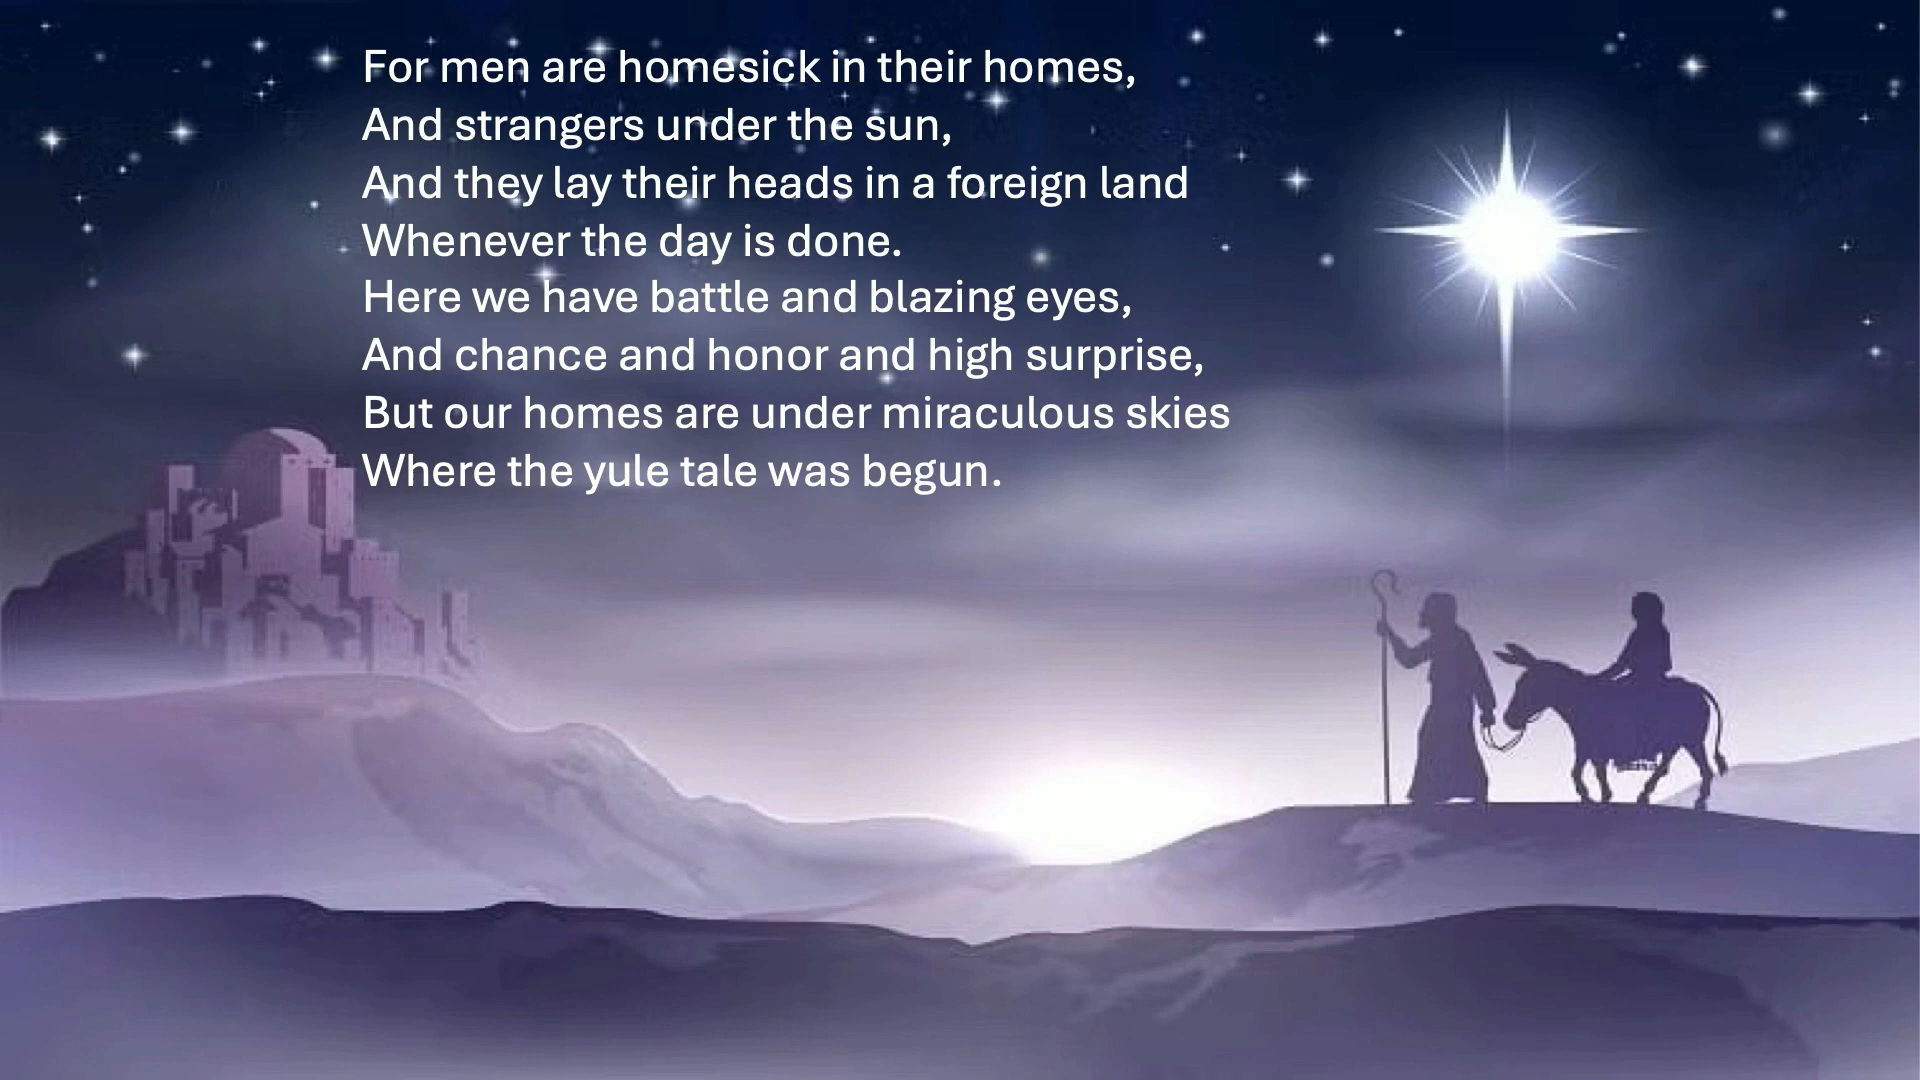 For men are homesick in their homes,
And strangers under the sun,
And they lay their heads in a foreign land
Whenever the day is done.
Here we have battle and blazing eyes,
And chance and honor and high surprise,
But our homes are under miraculous skies
Where the yule tale was begun.